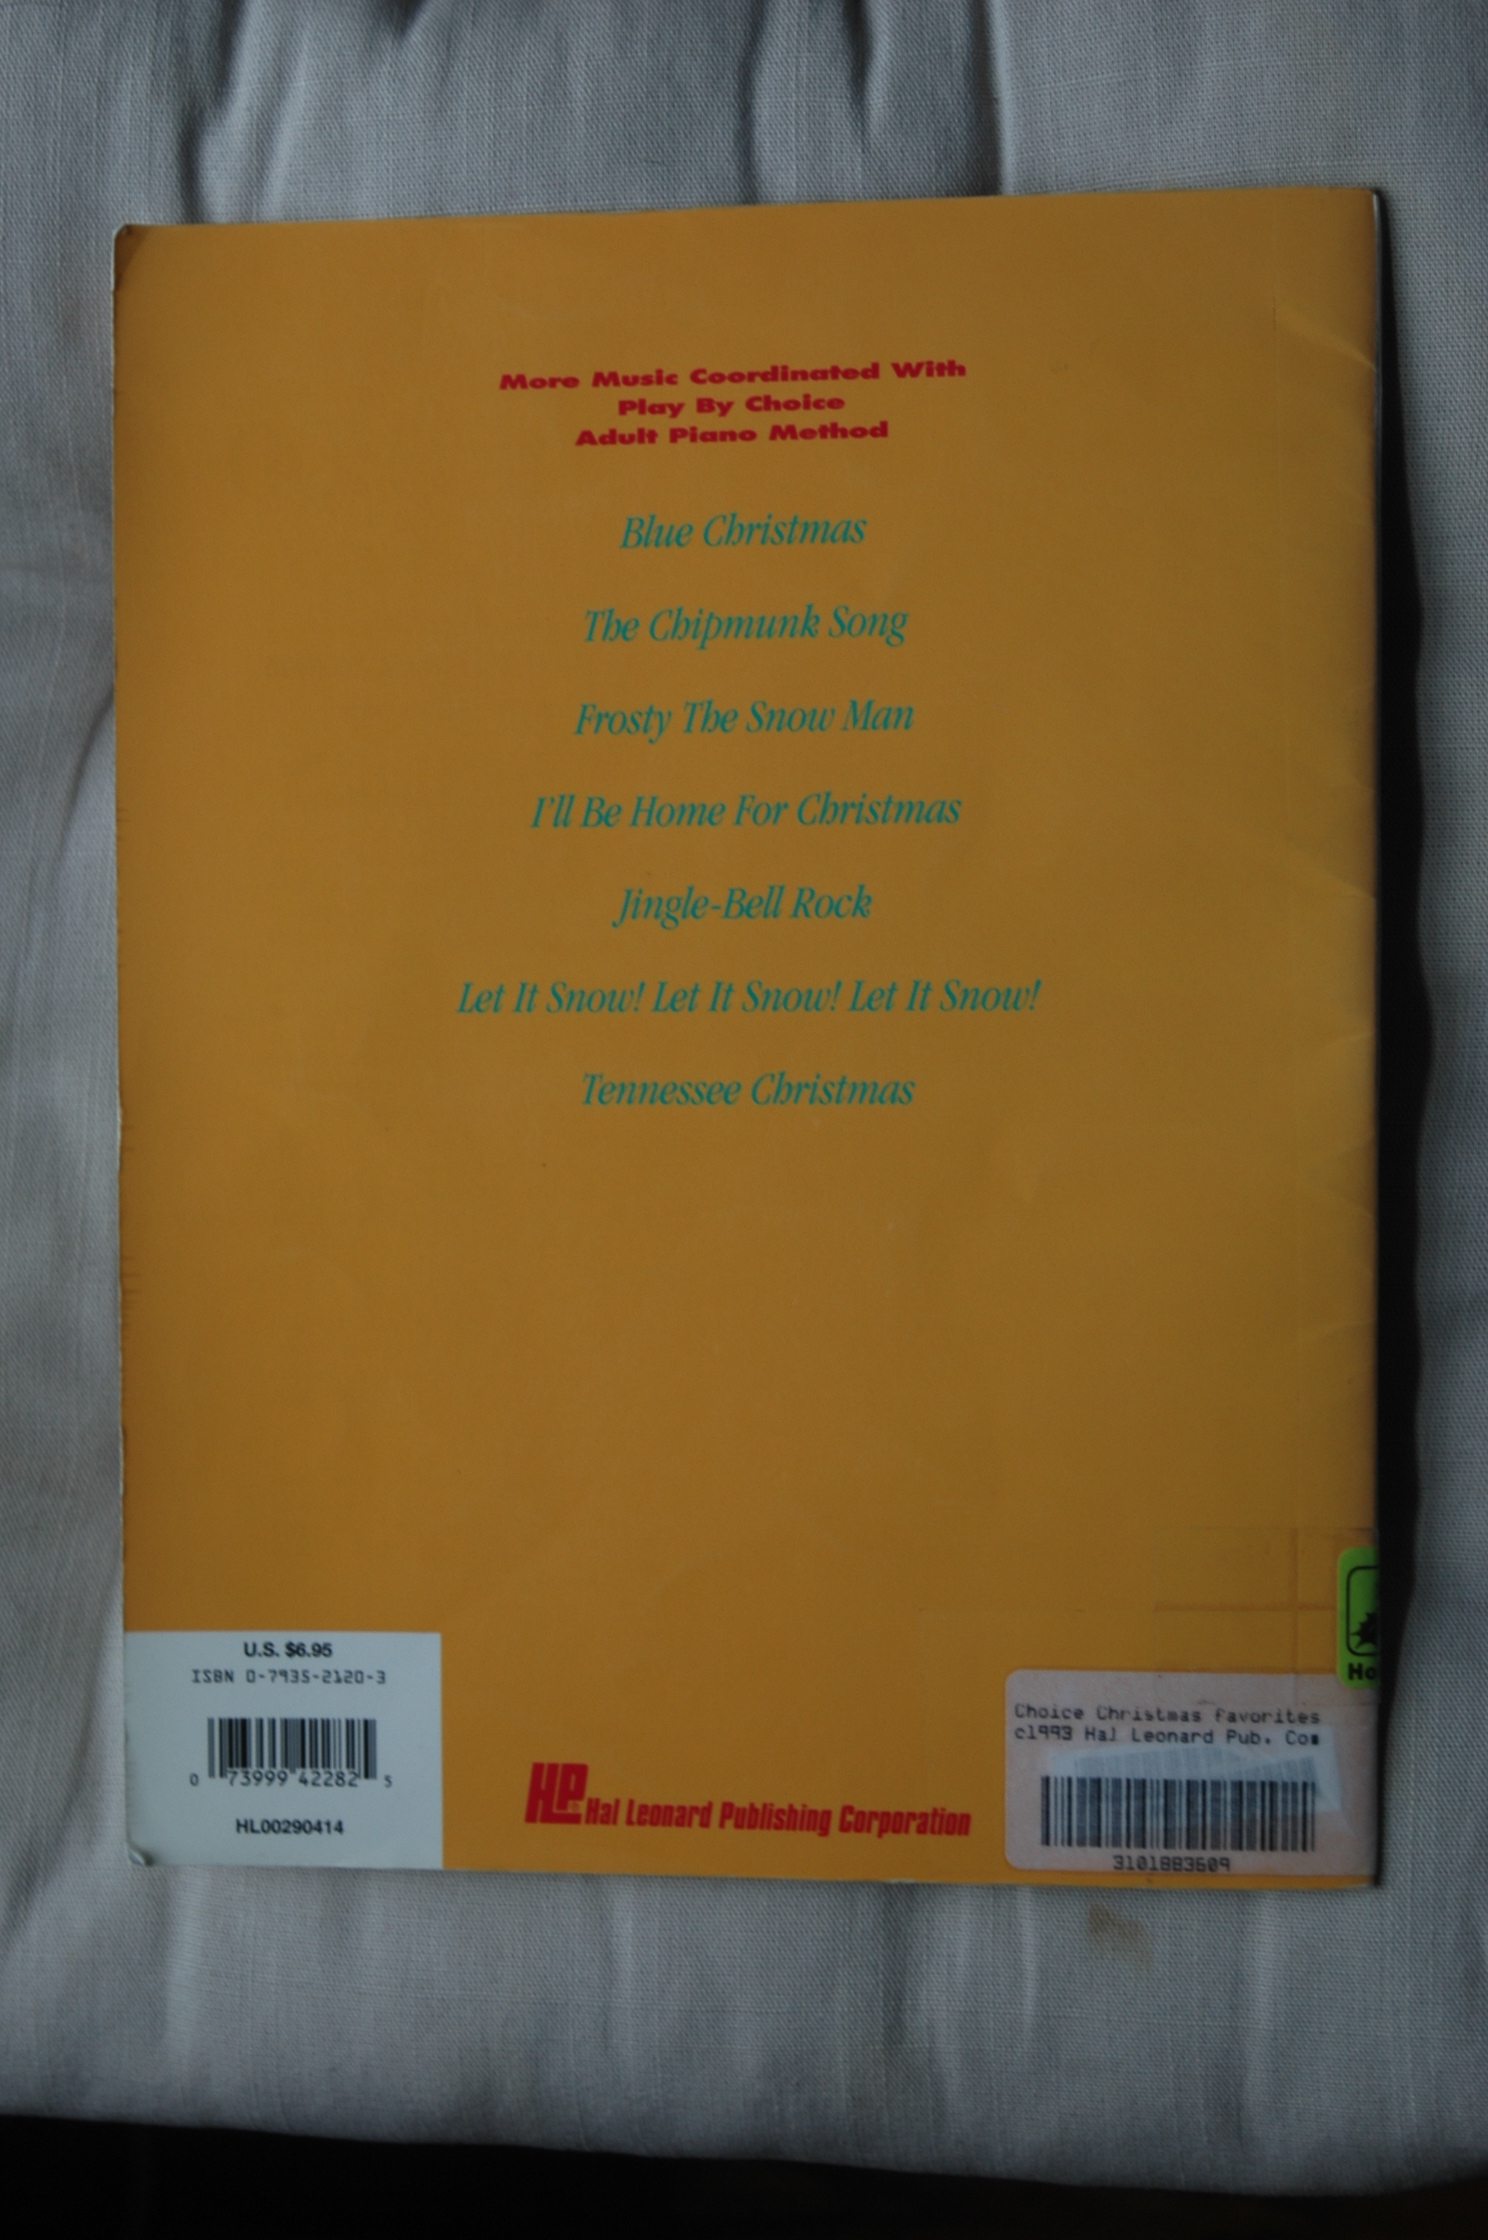 More Music Coordinated With
Play By Choice
Adult Piano Method
Blue Christmas
The Chipmunk Song
Frosty The Snow Man
I'll Be Home For Christmas
Jingle-Bell Rock
Let It Snow! Let It Snow! Let It Snow!
Tennessee Christmas
U.S. $6.95
ISBN 0-7935-2120-3
0 73999 42282 5
HL00290414
HLP
Hal Leonard Publishing Corporation
Ho
Choice Christmas favorites
c1993 Hal Leonard Pub. Co
3101883609